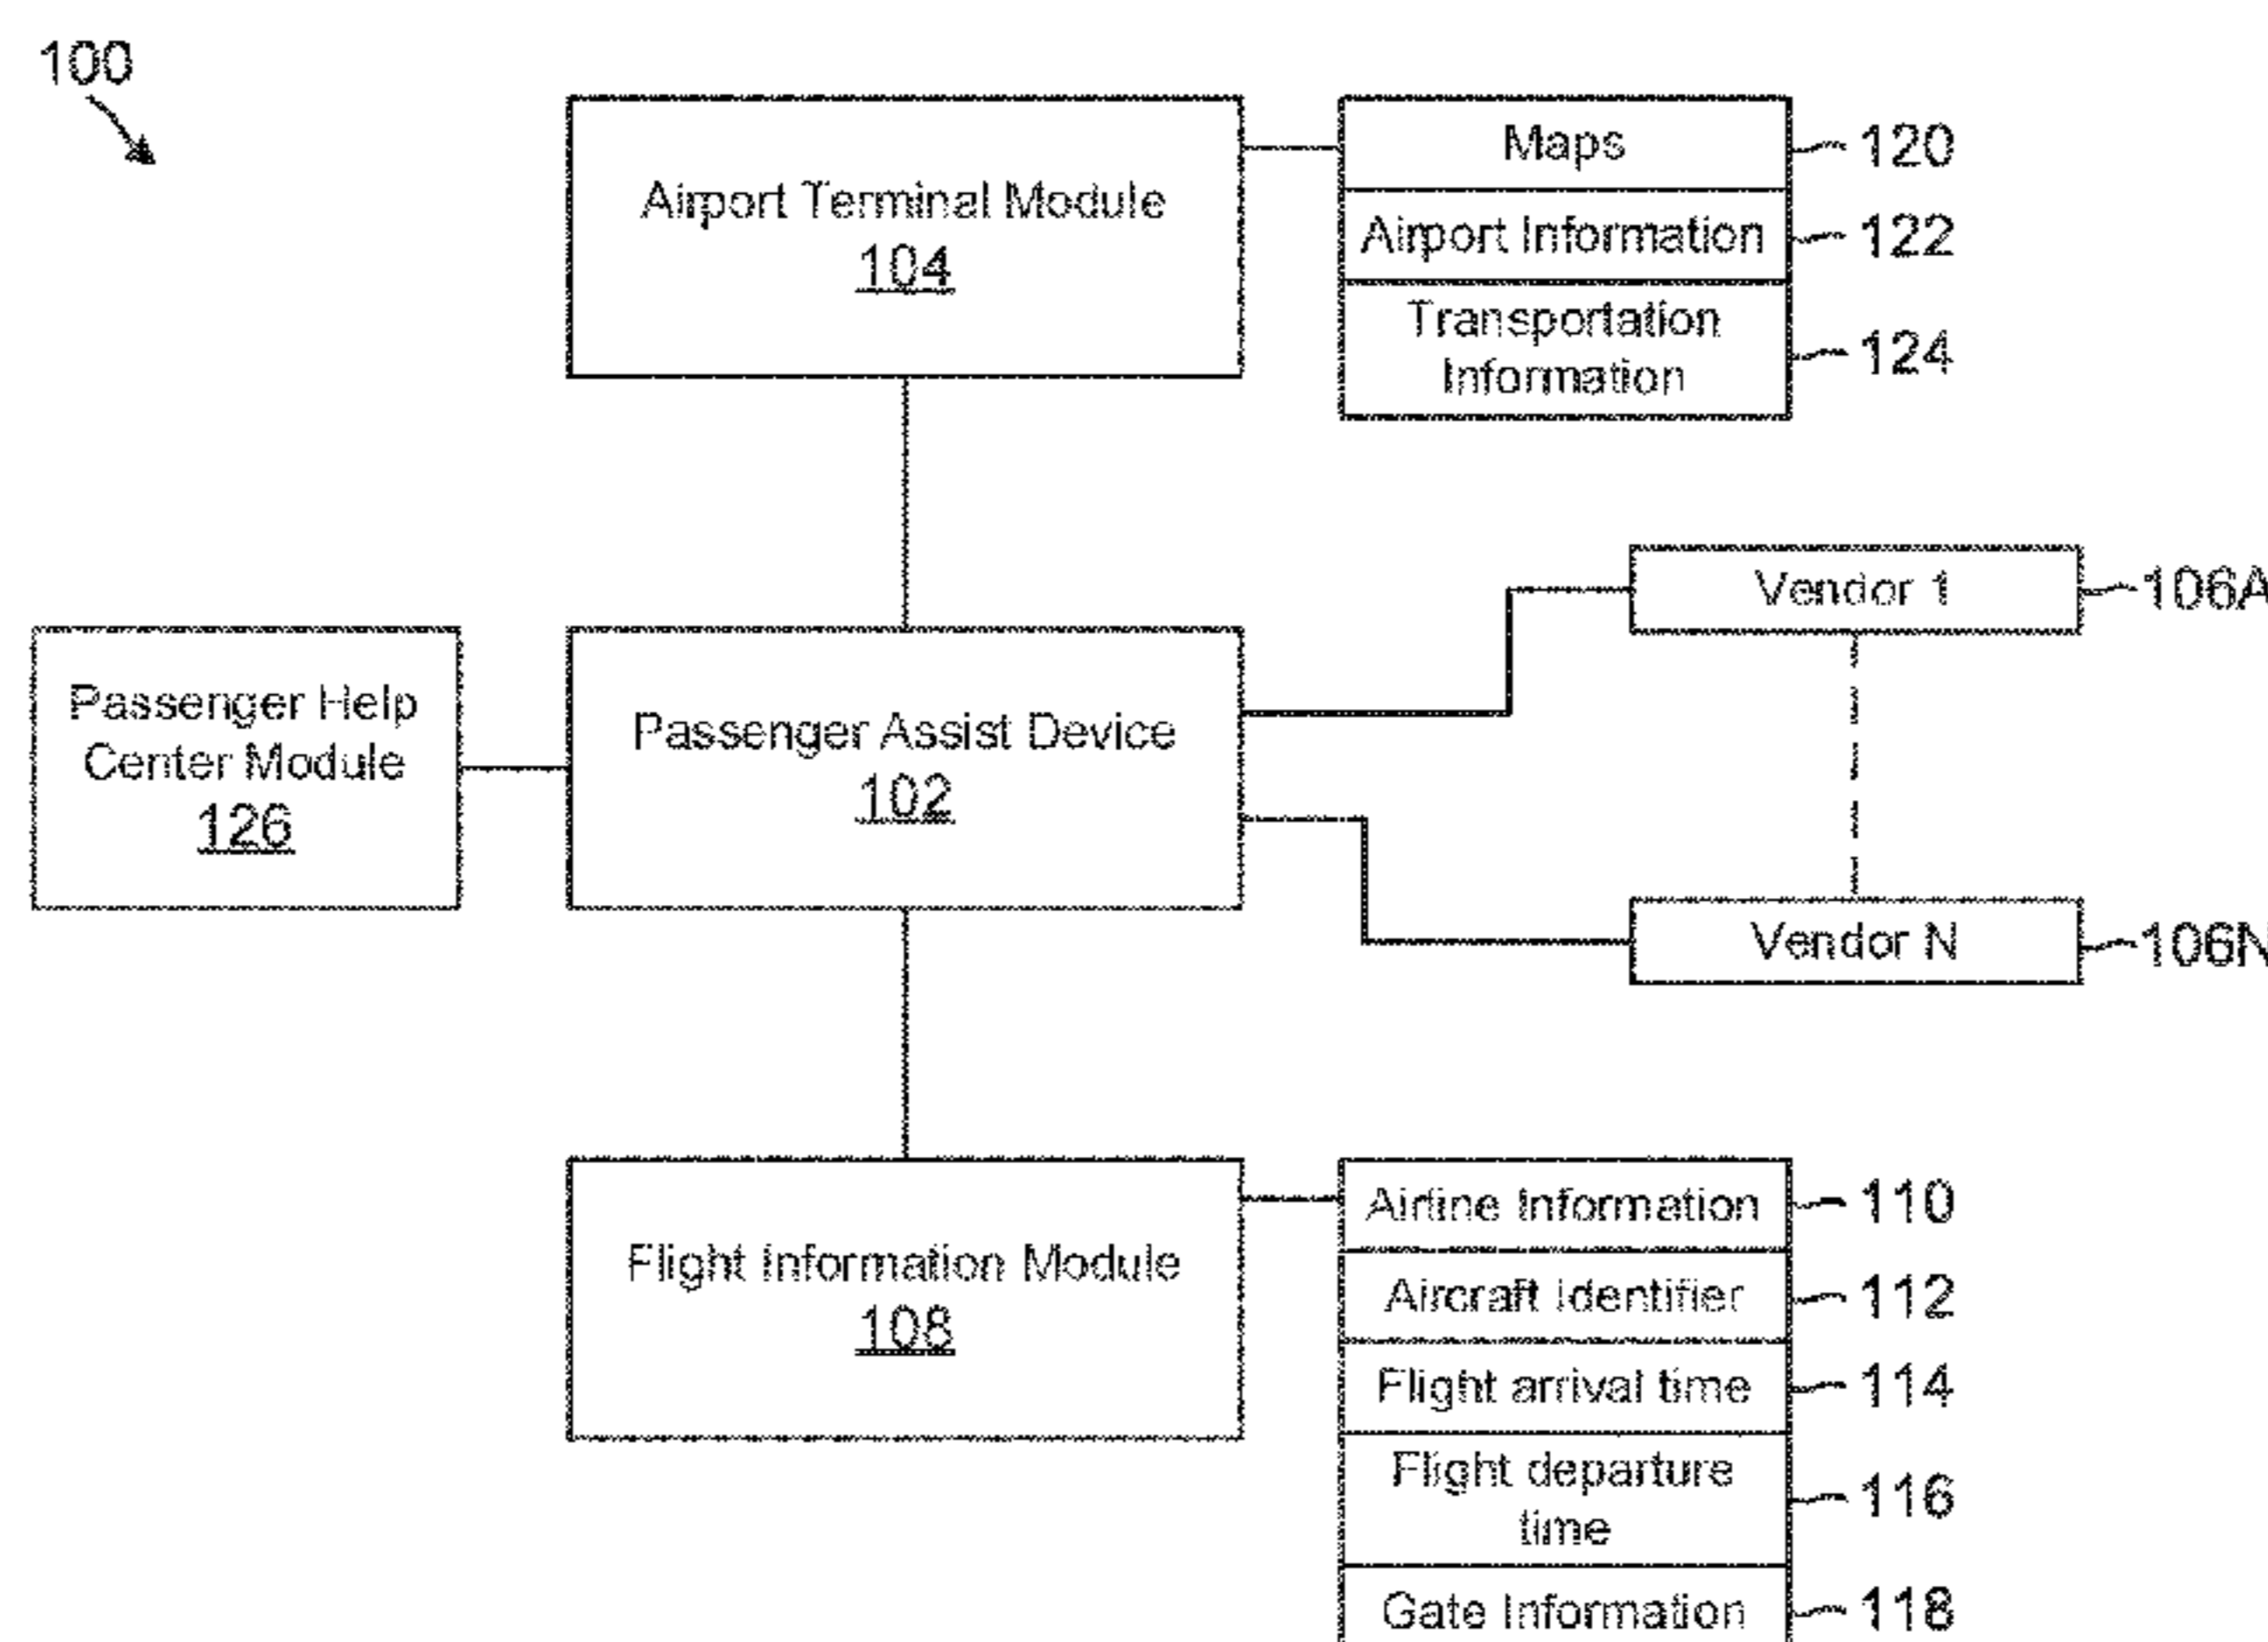 100
Airport Terminal Module
104
Maps
120
Airport Information
122
Transportation
Information
124
Passenger Help
Center Module
126
Passenger Assist Device
102
Vendor 1
106A
Vendor N
106N
Flight Information Module
108
Airline Information
110
Aircraft Identifier
112
Flight arrival time
114
Flight departure
time
116
Gate Information
118